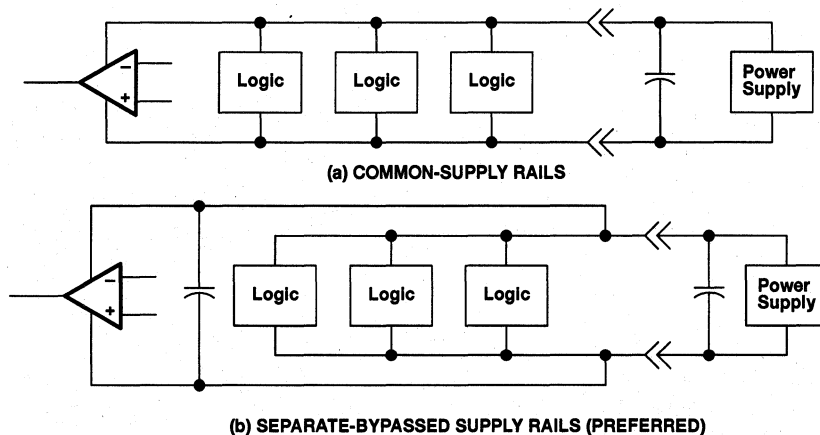 −
+
Logic
Logic
Logic
Power
Supply
(a) COMMON-SUPPLY RAILS
−
+
Logic
Logic
Logic
Power
Supply
(b) SEPARATE-BYPASSED SUPPLY RAILS (PREFERRED)